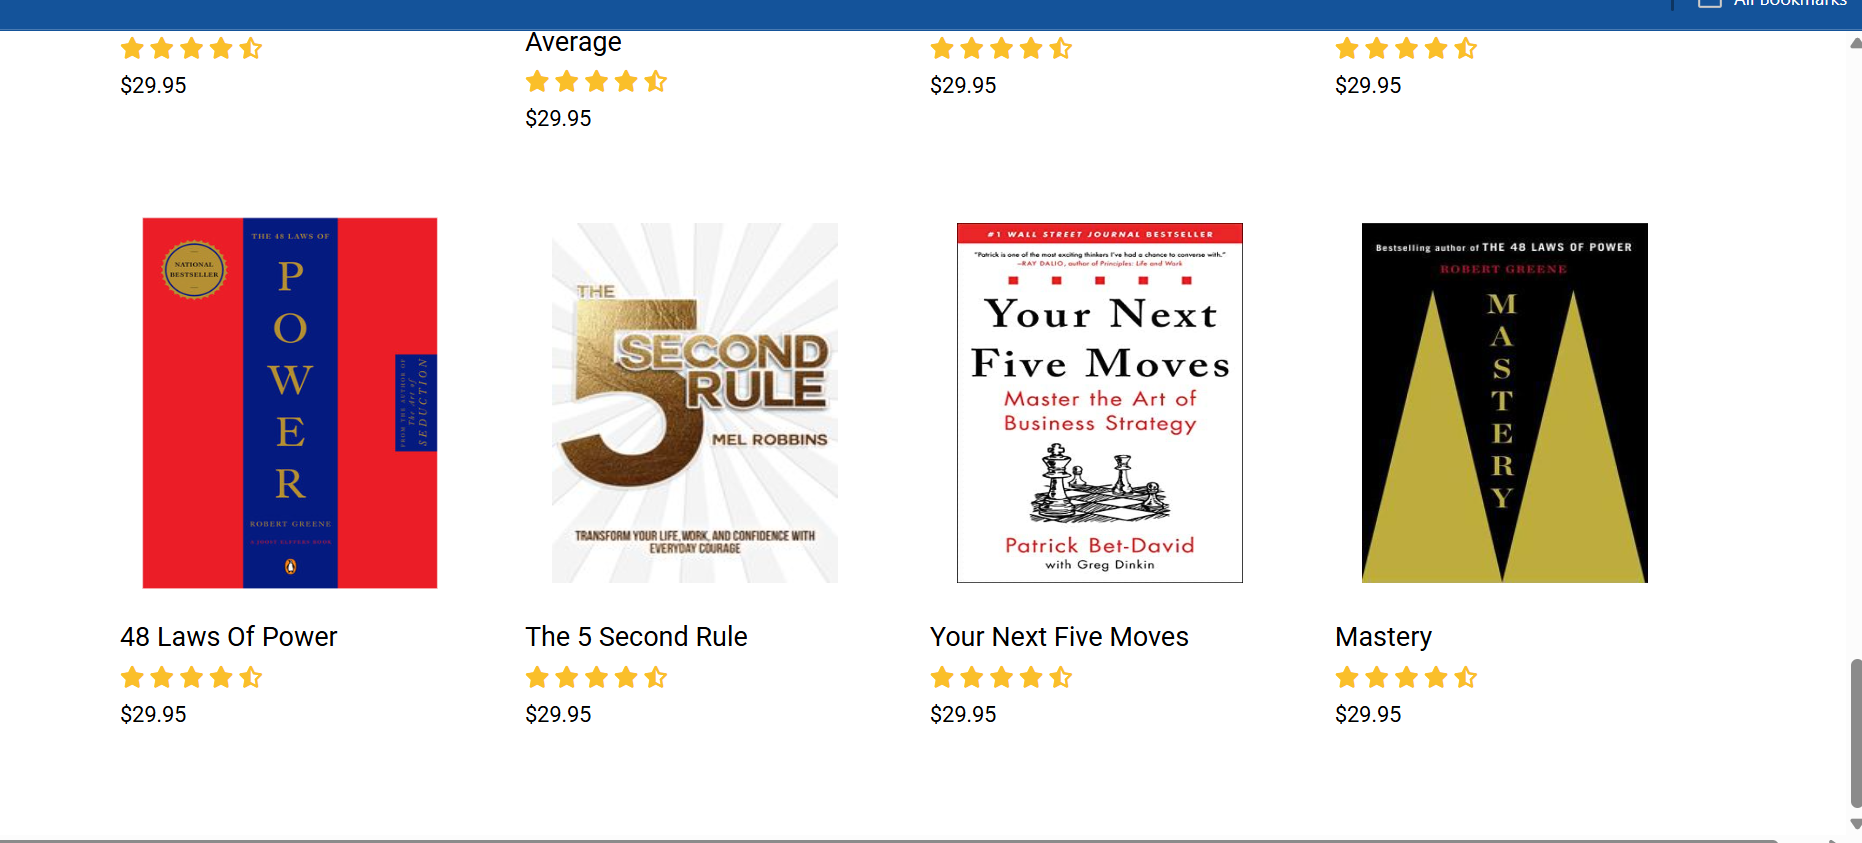 All Bookmarks
$29.95
Average
$29.95
$29.95
$29.95
NATIONAL
BESTSELLER
THE 48 LAWS OF
POWER
ROBERT GREENE
FROM THE AUTHOR OF
The Art of
SEDUCTION
THE
5
SECOND
RULE
MEL ROBBINS
TRANSFORM YOUR LIFE, WORK, AND CONFIDENCE WITH
EVERYDAY COURAGE
#1 WALL STREET JOURNAL BESTSELLER
"Patrick is one of the most exciting thinkers I've had a chance to converse with."
—RAY DALIO, author of Principles: Life and Work
Your Next
Five Moves
Master the Art of
Business Strategy
Patrick Bet-David
with Greg Dinkin
Bestselling author of THE 48 LAWS OF POWER
ROBERT GREENE
MASTERY
48 Laws Of Power
$29.95
The 5 Second Rule
$29.95
Your Next Five Moves
$29.95
Mastery
$29.95